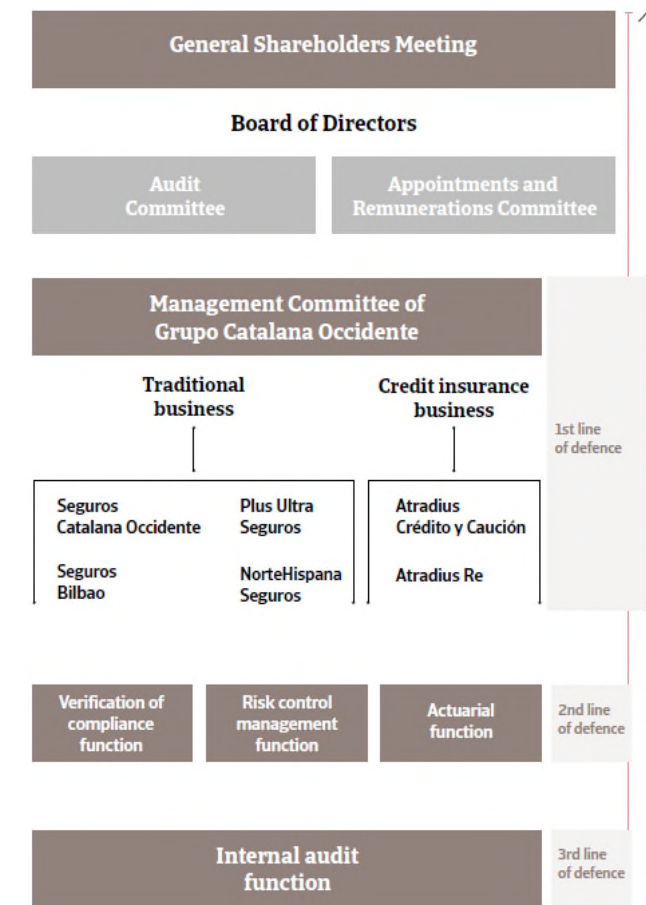 General Shareholders Meeting
Board of Directors
Audit
Committee
Appointments and
Remunerations Committee
Management Committee of
Grupo Catalana Occidente
Traditional
business
Credit insurance
business
1st line
of defence
Seguros
Catalana Occidente
Plus Ultra
Seguros
Atradius
Crédito y Caución
Seguros
Bilbao
NorteHispana
Seguros
Atradius Re
Verification of
compliance
function
Risk control
management
function
Actuarial
function
2nd line
of defence
Internal audit
function
3rd line
of defence